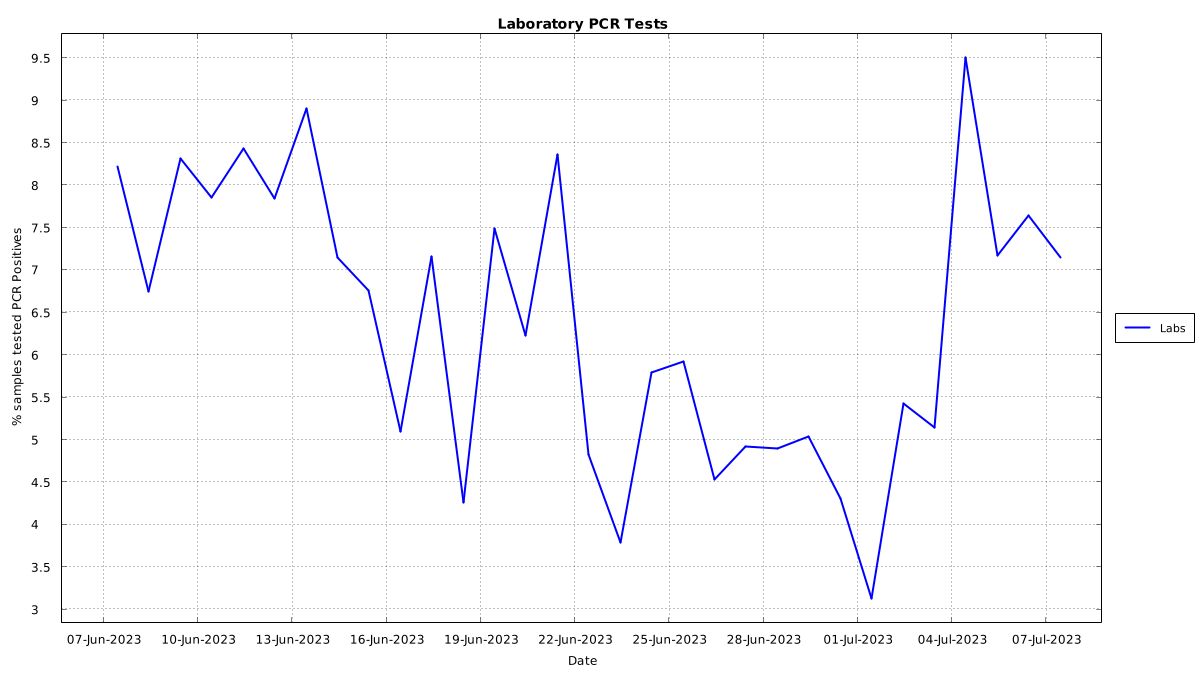 Laboratory PCR Tests
% samples tested PCR Positives
9.5
9
8.5
8
7.5
7
6.5
6
5.5
5
4.5
4
3.5
3
07-Jun-2023 10-Jun-2023 13-Jun-2023 16-Jun-2023 19-Jun-2023 22-Jun-2023 25-Jun-2023 28-Jun-2023 01-Jul-2023 04-Jul-2023 07-Jul-2023
Date
Labs